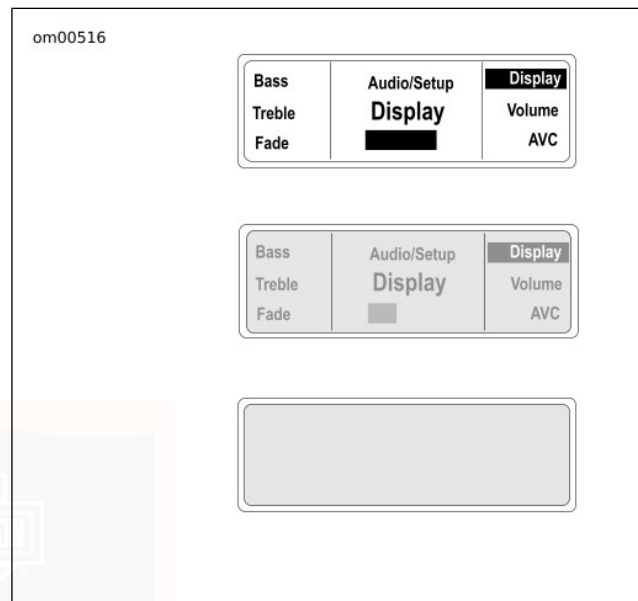 om00516
Bass Audio/Setup Display
Treble Display Volume
Fade AVC
Bass Audio/Setup Display
Treble Display Volume
Fade AVC